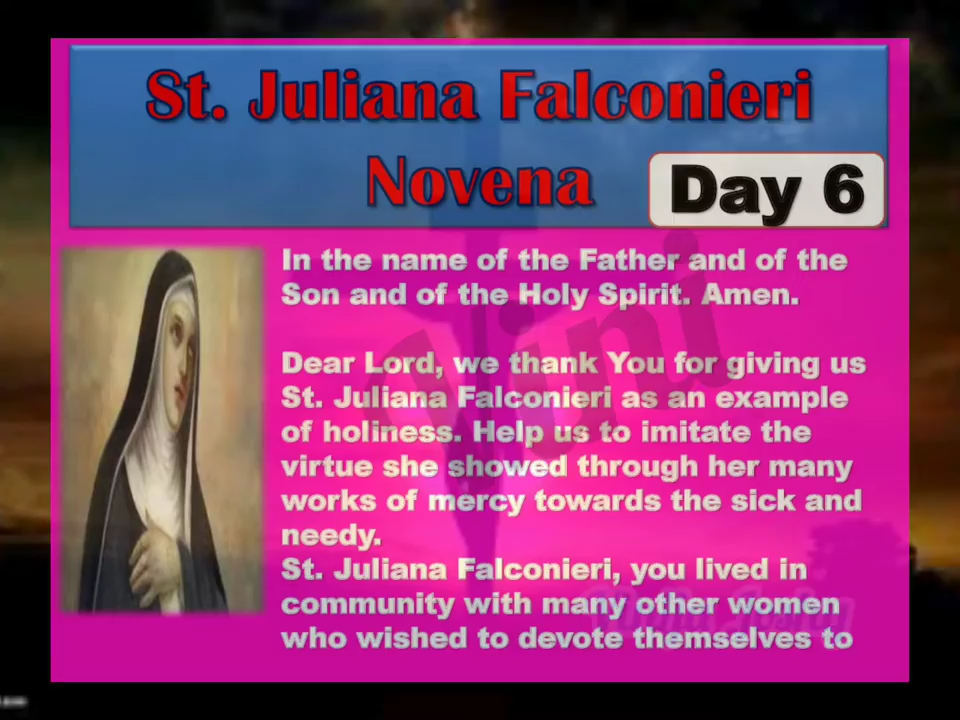 St. Juliana Falconieri
Novena
Day 6
In the name of the Father and of the
Son and of the Holy Spirit. Amen.
Dear Lord, we thank You for giving us
St. Juliana Falconieri as an example
of holiness. Help us to imitate the
virtue she showed through her many
works of mercy towards the sick and
needy.
St. Juliana Falconieri, you lived in
community with many other women
who wished to devote themselves to